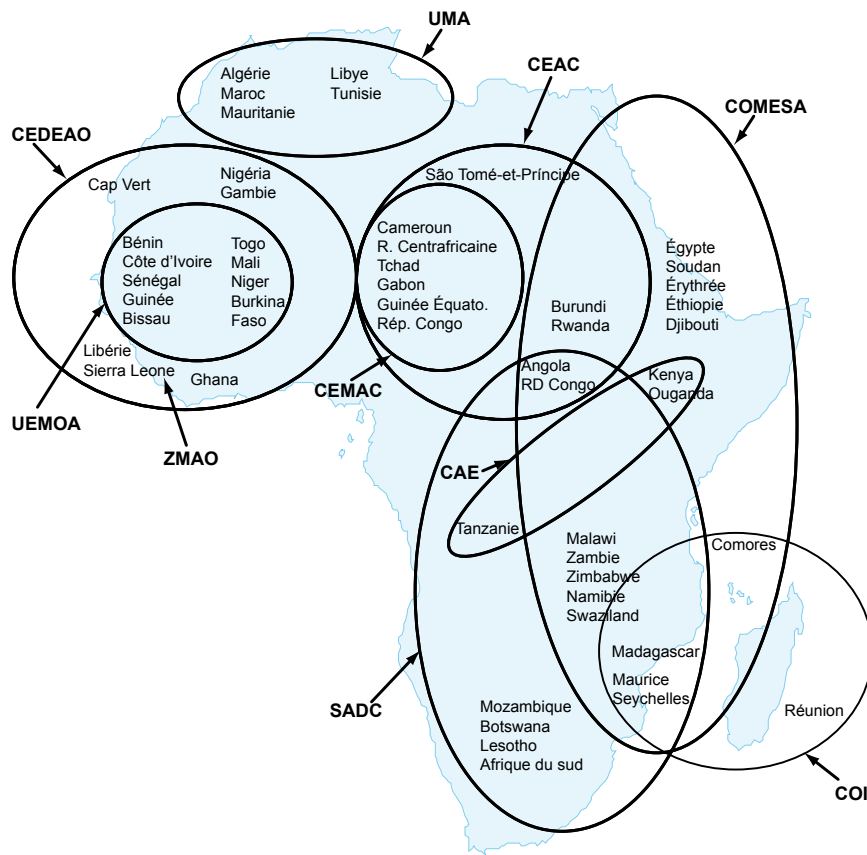 UMA
Algérie
Maroc
Mauritanie
Libye
Tunisie
CEAC
COMESA
CEDEAO
Cap Vert
Nigéria
Gambie
São Tomé-et-Príncipe
Bénin
Côte d'Ivoire
Sénégal
Guinée
Bissau
Togo
Mali
Niger
Burkina
Faso
Cameroun
R. Centrafricaine
Tchad
Gabon
Guinée Équato.
Rép. Congo
Égypte
Soudan
Érythrée
Éthiopie
Djibouti
Burundi
Rwanda
Libérie
Sierra Leone
Ghana
Angola
RD Congo
Kenya
Ouganda
CEMAC
UEMOA
ZMAO
CAE
Tanzanie
Malawi
Zambie
Zimbabwe
Namibie
Swaziland
Comores
Madagascar
Maurice
Seychelles
SADC
Mozambique
Botswana
Lesotho
Afrique du sud
Réunion
COI